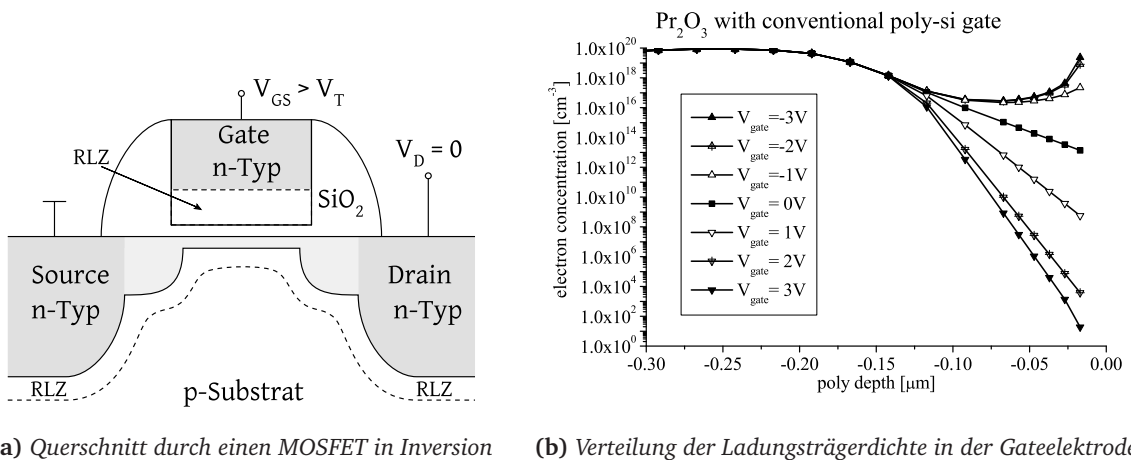 V_GS > V_T
Gate
n-Typ
RLZ
V_D = 0
SiO₂
Source
n-Typ
Drain
n-Typ
RLZ
p-Substrat
RLZ
a) Querschnitt durch einen MOSFET in Inversion
Pr₂O₃ with conventional poly-si gate
electron concentration [cm⁻³]
1.0x10²⁰
1.0x10¹⁸
1.0x10¹⁶
1.0x10¹⁴
1.0x10¹²
1.0x10¹⁰
1.0x10⁸
1.0x10⁶
1.0x10⁴
1.0x10²
1.0x10⁰
V_gate=-3V
V_gate=-2V
V_gate=-1V
V_gate= 0V
V_gate= 1V
V_gate= 2V
V_gate= 3V
-0.30 -0.25 -0.20 -0.15 -0.10 -0.05 0.00
poly depth [μm]
(b) Verteilung der Ladungsträgerdichte in der Gateelektrode